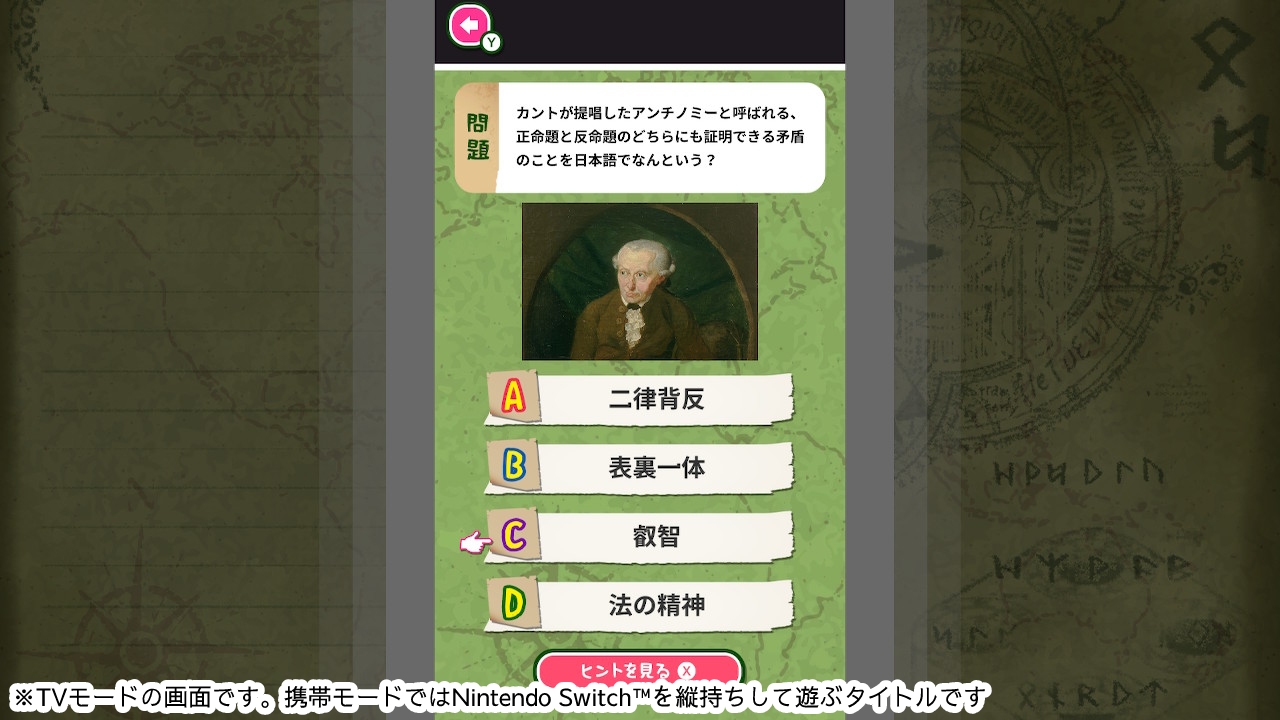 Y
問題
カントが提唱したアンチノミーと呼ばれる、
正命題と反命題のどちらにも証明できる矛盾
のことを日本語でなんという？
A 二律背反
B 表裏一体
C 叡智
D 法の精神
ヒントを見る X
※TVモードの画面です。携帯モードではNintendo Switch™を縦持ちして遊ぶタイトルです